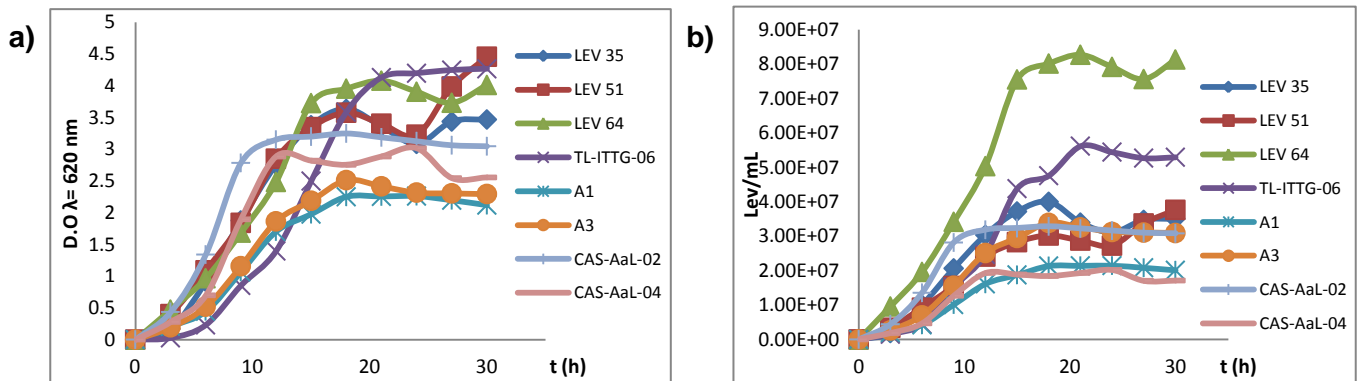 a)
D.O λ= 620 nm
5
4.5
4
3.5
3
2.5
2
1.5
1
0.5
0
0
10
20
30
t (h)
LEV 35
LEV 51
LEV 64
TL-ITTG-06
A1
A3
CAS-AaL-02
CAS-AaL-04
b)
Lev/mL
9.00E+07
8.00E+07
7.00E+07
6.00E+07
5.00E+07
4.00E+07
3.00E+07
2.00E+07
1.00E+07
0.00E+00
0
10
20
30
t (h)
LEV 35
LEV 51
LEV 64
TL-ITTG-06
A1
A3
CAS-AaL-02
CAS-AaL-04